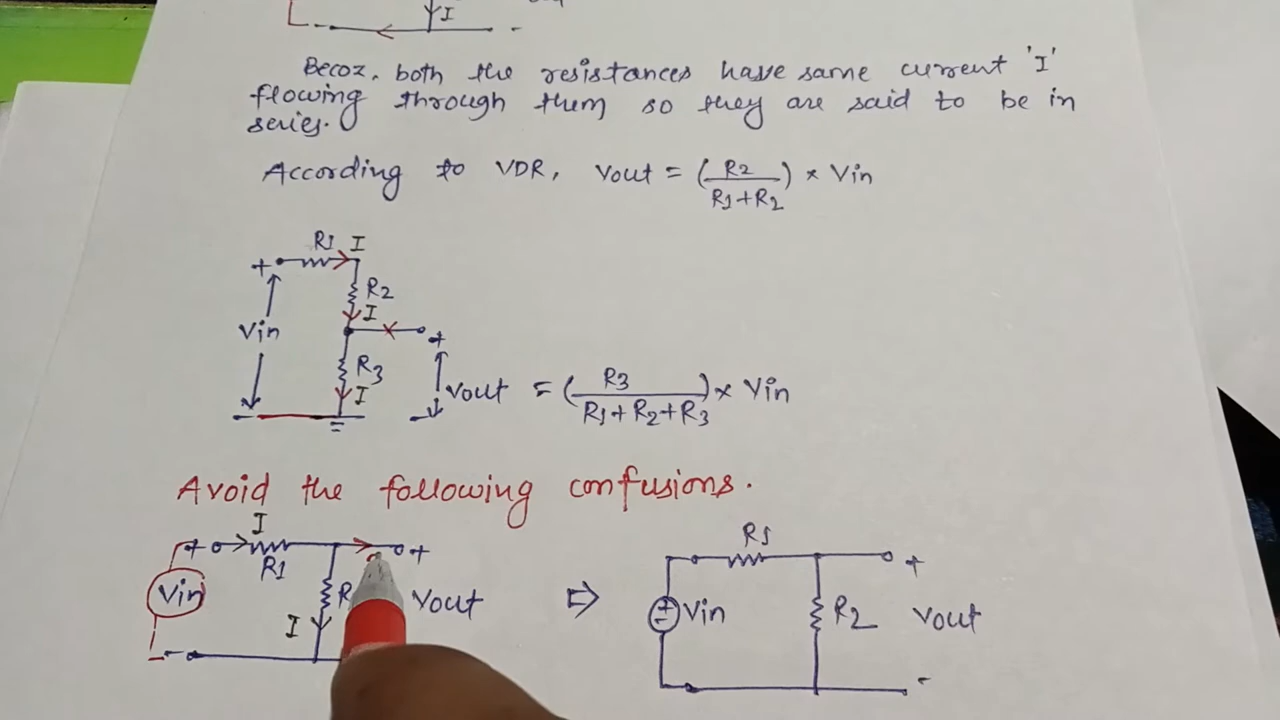 I
-
Becoz, both the resistances have same current 'I'
flowing through them so they are said to be in
series.
According to VDR, Vout = (R2/R1+R2) * Vin
R1 I
+
R2
I
Vin
+
R3
I
Vout = (R3/R1+R2+R3) * Vin
Avoid the following confusions.
I
+ +
R1
Vin
R
Vout
I
- -
⇒
R1
+
Vin
R2
Vout
-